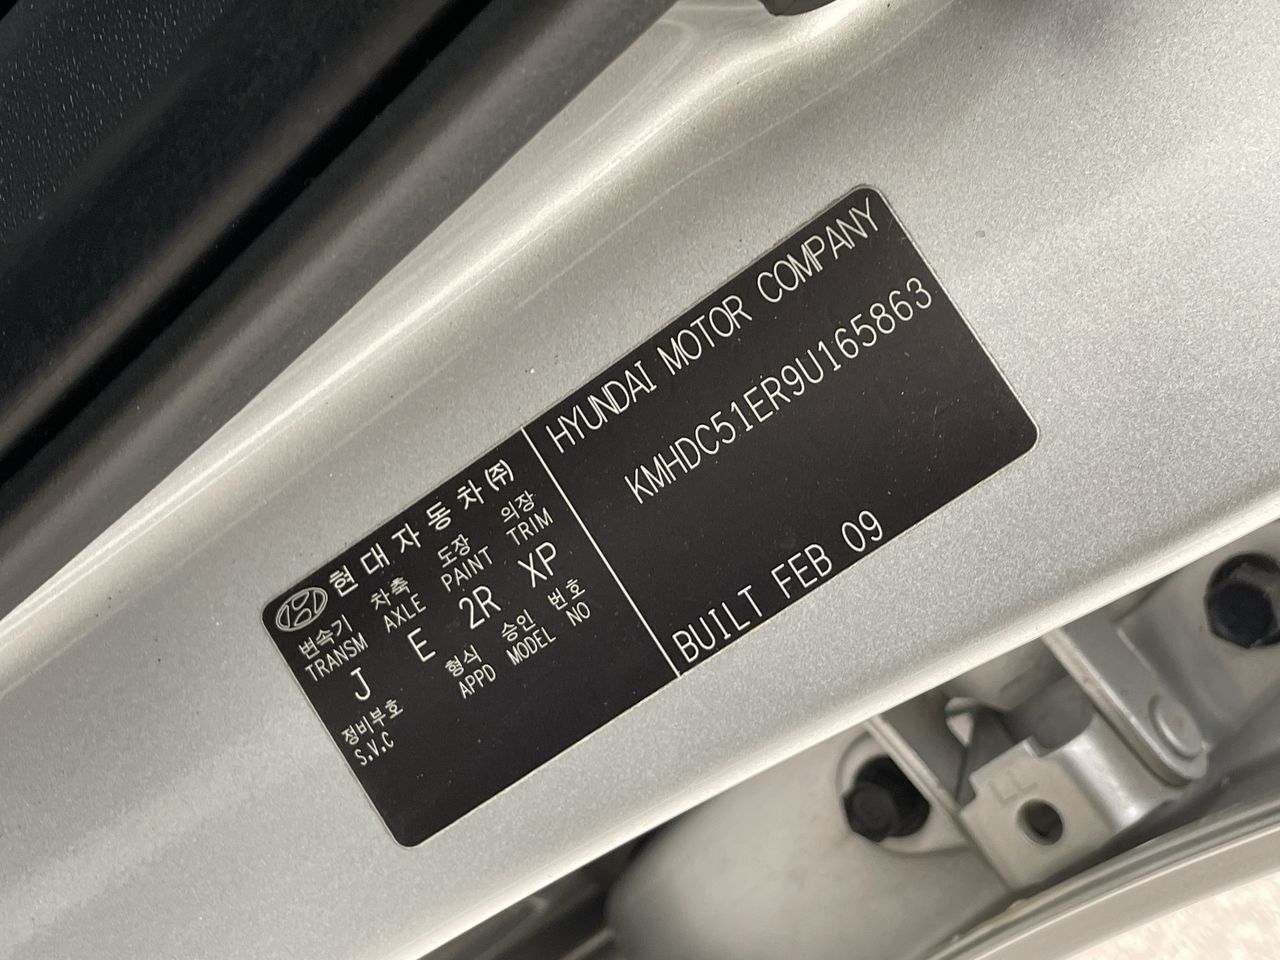 현대자동차(주)
변속기 차축 도장 의장
TRANSM AXLE PAINT TRIM
J E 2R XP
정비부호 형식 승인 번호
S.V.C APPD MODEL NO
HYUNDAI MOTOR COMPANY
KMHDC51ER9U165863
BUILT FEB 09
LL